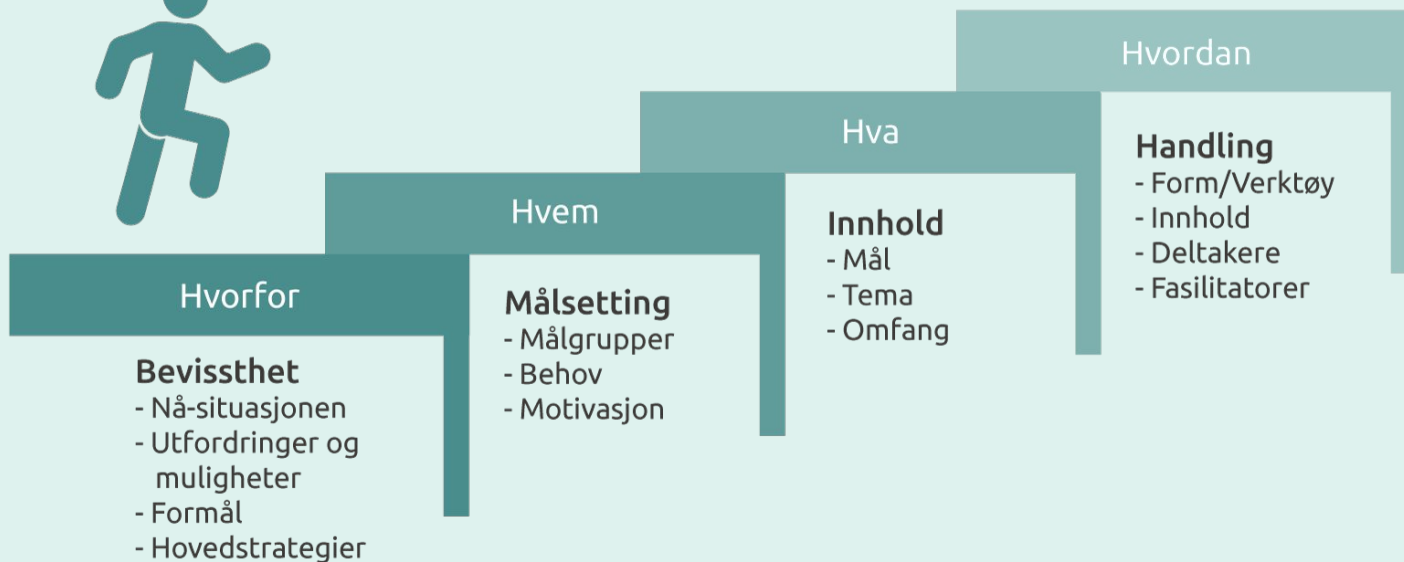 Hvorfor
Bevissthet
- Nå-situasjonen
- Utfordringer og
muligheter
- Formål
- Hovedstrategier
Hvem
Målsetting
- Målgrupper
- Behov
- Motivasjon
Hva
Innhold
- Mål
- Tema
- Omfang
Hvordan
Handling
- Form/Verktøy
- Innhold
- Deltakere
- Fasilitatorer